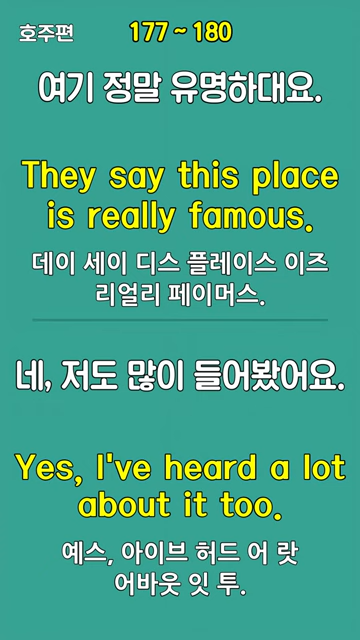 호주편
177 ~ 180
여기 정말 유명하대요.
They say this place
is really famous.
데이 세이 디스 플레이스 이즈
리얼리 페이머스.
네, 저도 많이 들어봤어요.
Yes, I've heard a lot
about it too.
예스, 아이브 허드 어 랏
어바웃 잇 투.